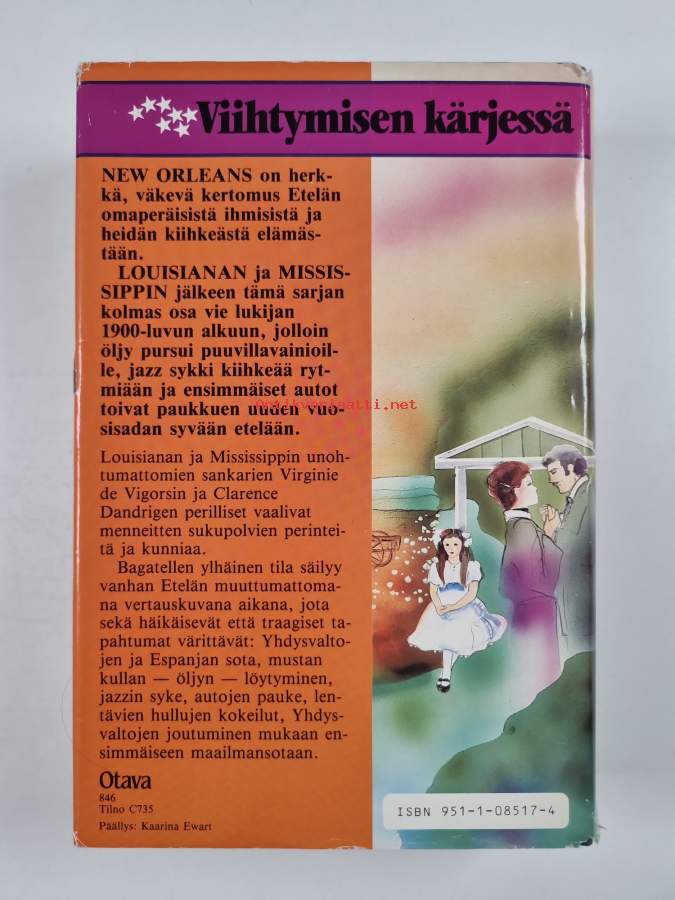 Viihtymisen kärjessä
NEW ORLEANS on herk-
kä, väkevä kertomus Etelän
omaperäisistä ihmisistä ja
heidän kiihkeästä elämäs-
tään.
LOUISIANAN ja MISSIS-
SIPPIN jälkeen tämä sarjan
kolmas osa vie lukijan
1900-luvun alkuun, jolloin
öljy pursui puuvillavainioil-
le, jazz sykki kiihkeää ryt-
miään ja ensimmäiset autot
toivat paukkuen uuden vuo-
sisadan syvään etelään.
Antikvariaatti.net
Louisianan ja Mississippin unoh-
tumattomien sankarien Virginie
de Vigorsin ja Clarence
Dandrigen perilliset vaalivat
menneitten sukupolvien perintei-
tä ja kunniaa.
Bagatellen ylhäinen tila säilyy
vanhan Etelän muuttumattoma-
na vertauskuvana aikana, jota
sekä häikäisevät että traagiset ta-
pahtumat värittävät: Yhdysvalto-
jen ja Espanjan sota, mustan
kullan — öljyn — löytyminen,
jazzin syke, autojen pauke, len-
tävien hullujen kokeilut, Yhdys-
valtojen joutuminen mukaan en-
simmäiseen maailmansotaan.
Otava
846
Tilno C735
Päällys: Kaarina Ewart
ISBN 951-1-08517-4